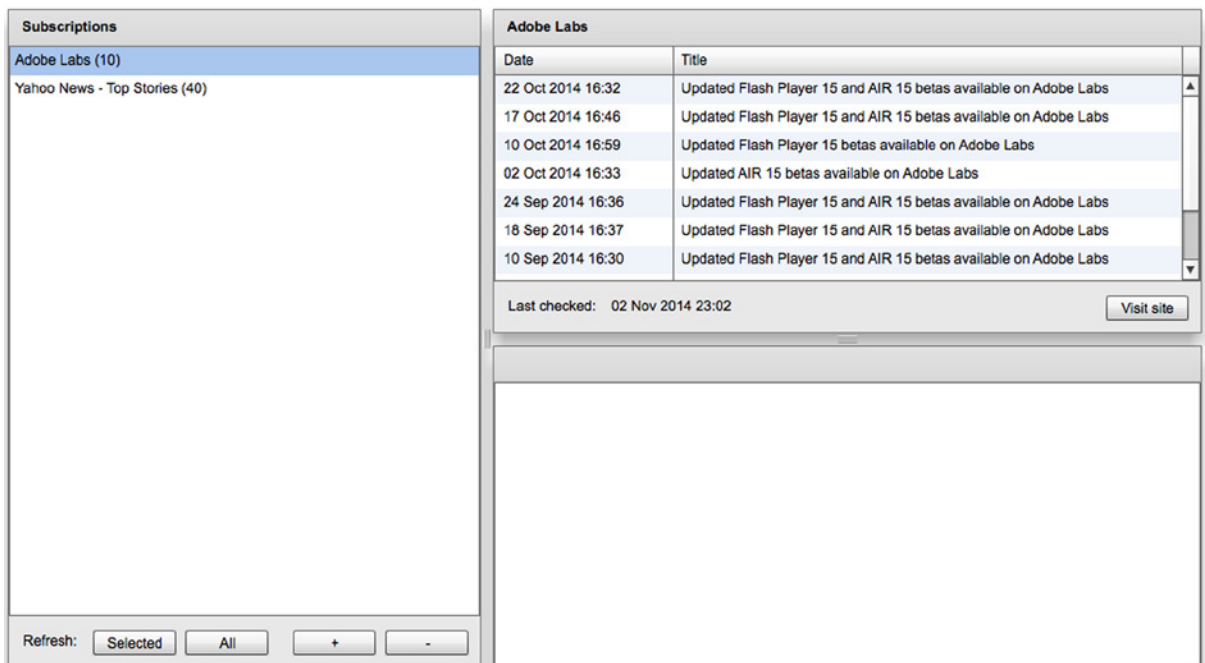 Subscriptions
Adobe Labs (10)
Yahoo News - Top Stories (40)
Refresh: Selected All + -
Adobe Labs
Date Title
22 Oct 2014 16:32 Updated Flash Player 15 and AIR 15 betas available on Adobe Labs
17 Oct 2014 16:46 Updated Flash Player 15 and AIR 15 betas available on Adobe Labs
10 Oct 2014 16:59 Updated Flash Player 15 betas available on Adobe Labs
02 Oct 2014 16:33 Updated AIR 15 betas available on Adobe Labs
24 Sep 2014 16:36 Updated Flash Player 15 and AIR 15 betas available on Adobe Labs
18 Sep 2014 16:37 Updated Flash Player 15 and AIR 15 betas available on Adobe Labs
10 Sep 2014 16:30 Updated Flash Player 15 and AIR 15 betas available on Adobe Labs
Last checked: 02 Nov 2014 23:02 Visit site